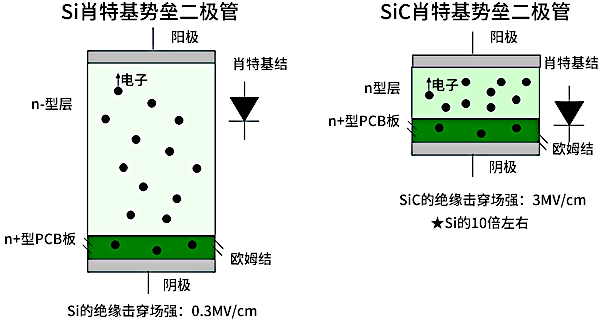 Si肖特基势垒二极管
阳极
肖特基结
电子
n-型层
n+型PCB板
欧姆结
阴极
Si的绝缘击穿场强：0.3MV/cm
SiC肖特基势垒二极管
阳极
肖特基结
电子
n型层
n+型PCB板
欧姆结
阴极
SiC的绝缘击穿场强：3MV/cm
★Si的10倍左右